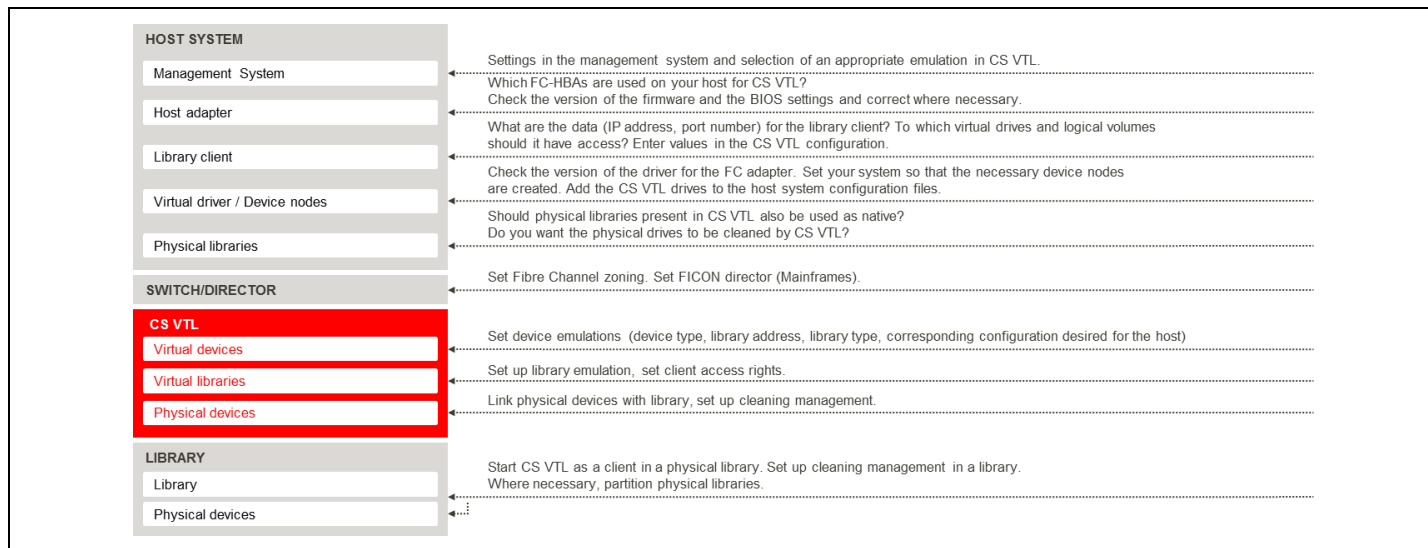 HOST SYSTEM
Management System
Settings in the management system and selection of an appropriate emulation in CS VTL.
Host adapter
Which FC-HBAs are used on your host for CS VTL?
Check the version of the firmware and the BIOS settings and correct where necessary.
Library client
What are the data (IP address, port number) for the library client? To which virtual drives and logical volumes
should it have access? Enter values in the CS VTL configuration.
Virtual driver / Device nodes
Check the version of the driver for the FC adapter. Set your system so that the necessary device nodes
are created. Add the CS VTL drives to the host system configuration files.
Physical libraries
Should physical libraries present in CS VTL also be used as native?
Do you want the physical drives to be cleaned by CS VTL?
SWITCH/DIRECTOR
Set Fibre Channel zoning. Set FICON director (Mainframes).
CS VTL
Virtual devices
Set device emulations (device type, library address, library type, corresponding configuration desired for the host)
Virtual libraries
Set up library emulation, set client access rights.
Physical devices
Link physical devices with library, set up cleaning management.
LIBRARY
Library
Start CS VTL as a client in a physical library. Set up cleaning management in a library.
Where necessary, partition physical libraries.
Physical devices